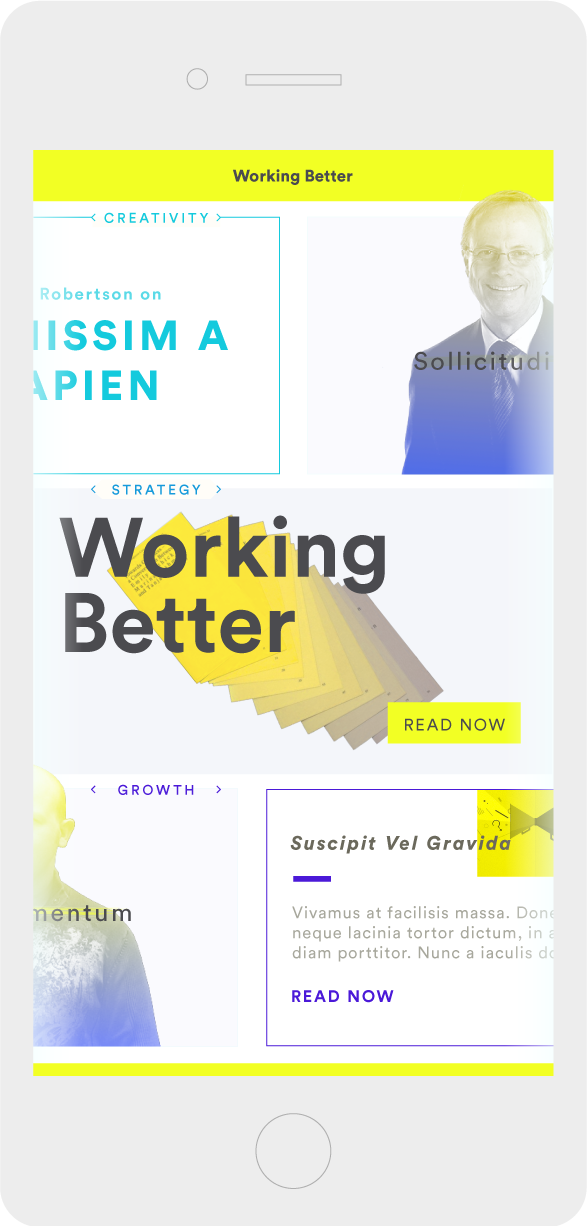 Working Better
< CREATIVITY >
Robertson on
ISSIM A
APIEN
Sollicitudi
< STRATEGY >
Working
Better
READ NOW
< GROWTH >
Suscipit Vel Gravida
mentum
Vivamus at facilisis massa. Done
neque lacinia tortor dictum, in a
diam porttitor. Nunc a iaculis do
READ NOW